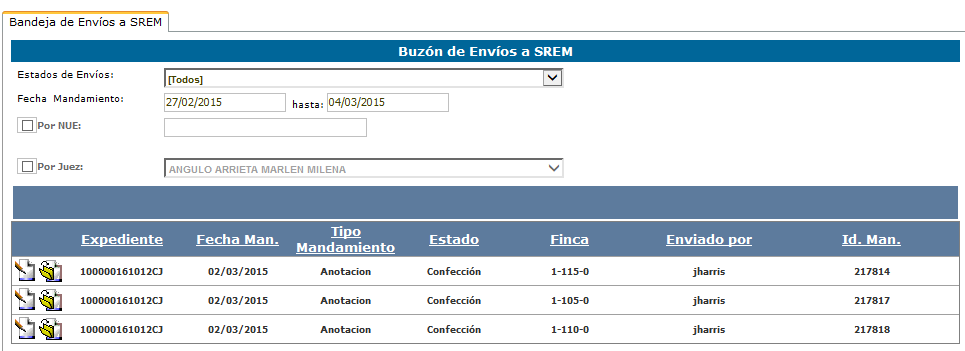 Bandeja de Envíos a SREM
Buzón de Envíos a SREM
Estados de Envíos: [Todos]
Fecha Mandamiento: 27/02/2015 hasta: 04/03/2015
Por NUE:
Por Juez: ANGULO ARRIETA MARLEN MILENA
Expediente Fecha Man. Tipo Mandamiento Estado Finca Enviado por Id. Man.
100000161012CJ 02/03/2015 Anotacion Confección 1-115-0 jharris 217814
100000161012CJ 02/03/2015 Anotacion Confección 1-105-0 jharris 217817
100000161012CJ 02/03/2015 Anotacion Confección 1-110-0 jharris 217818